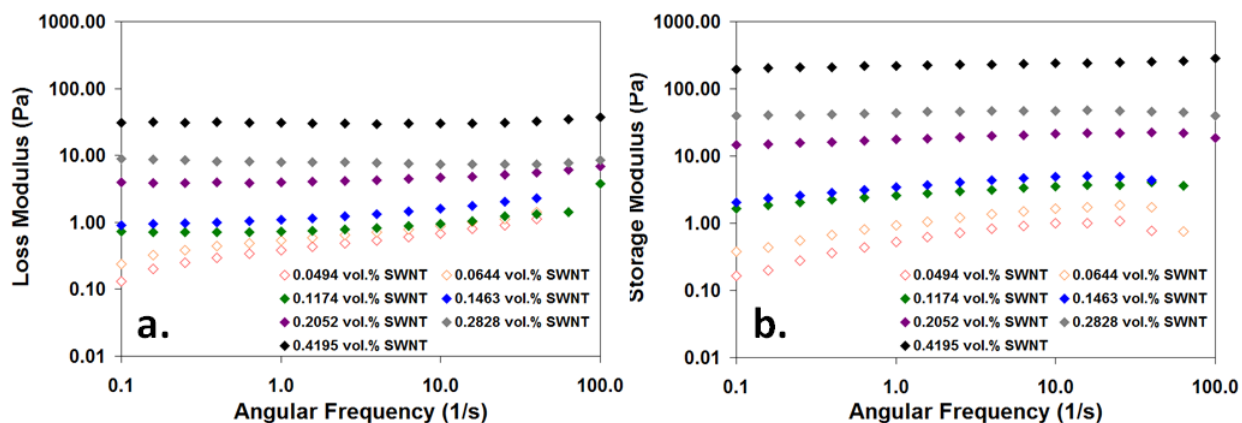 1000.00
100.00
10.00
1.00
0.10
0.01
Loss Modulus (Pa)
0.0494 vol.% SWNT 0.0644 vol.% SWNT
0.1174 vol.% SWNT 0.1463 vol.% SWNT
0.2052 vol.% SWNT 0.2828 vol.% SWNT
0.4195 vol.% SWNT
a.
0.1 1.0 10.0 100.0
Angular Frequency (1/s)
1000.00
100.00
10.00
1.00
0.10
0.01
Storage Modulus (Pa)
0.0494 vol.% SWNT 0.0644 vol.% SWNT
0.1174 vol.% SWNT 0.1463 vol.% SWNT
0.2052 vol.% SWNT 0.2828 vol.% SWNT
0.4195 vol.% SWNT
b.
0.1 1.0 10.0 100.0
Angular Frequency (1/s)